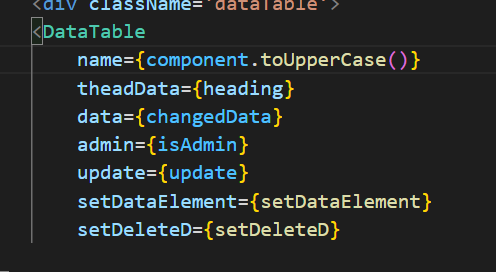 <div className='dataTable'>
<DataTable
name={component.toUpperCase()}
theadData={heading}
data={changedData}
admin={isAdmin}
update={update}
setDataElement={setDataElement}
setDeleteD={setDeleteD}